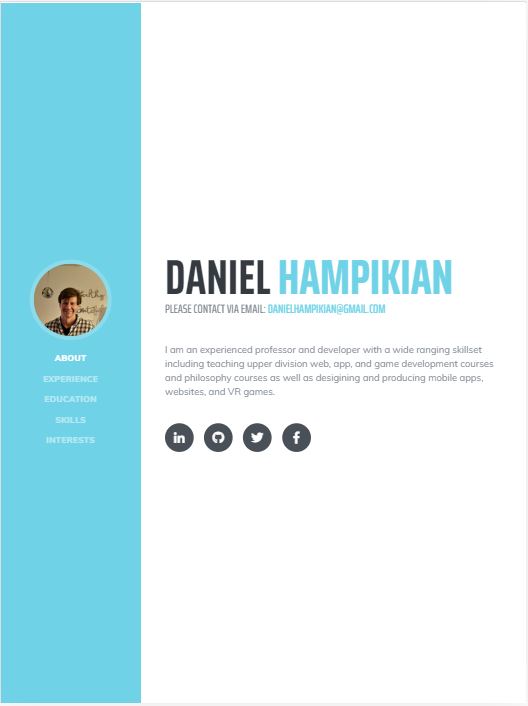 ABOUT
EXPERIENCE
EDUCATION
SKILLS
INTERESTS
DANIEL HAMPIKIAN
PLEASE CONTACT VIA EMAIL: DANIELHAMPIKIAN@GMAIL.COM
I am an experienced professor and developer with a wide ranging skillset
including teaching upper division web, app, and game development courses
and philosophy courses as well as desigining and producing mobile apps,
websites, and VR games.
in
f